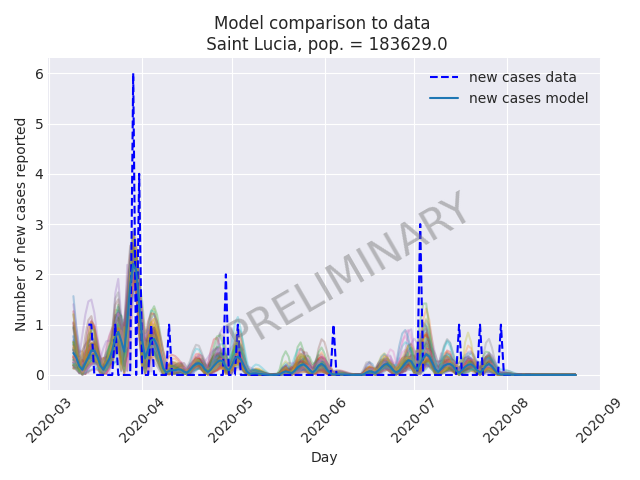 Model comparison to data
Saint Lucia, pop. = 183629.0
new cases data
new cases model
Number of new cases reported
6
5
4
3
2
1
0
PRELIMINARY
2020-03
2020-04
2020-05
2020-06
2020-07
2020-08
2020-09
Day